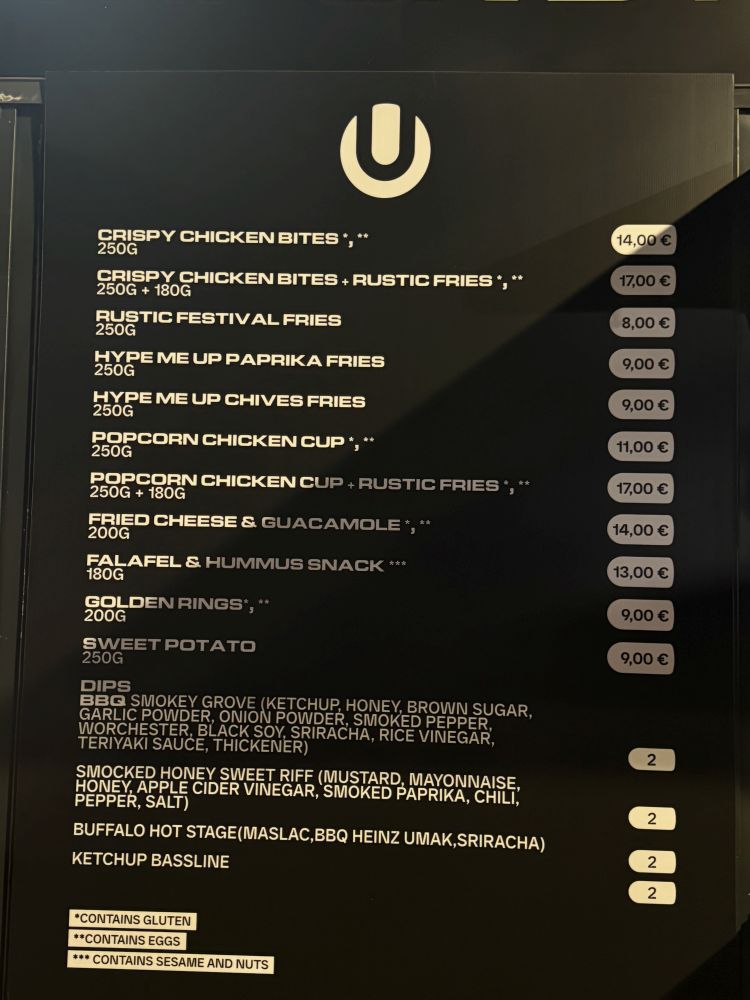 CRISPY CHICKEN BITES *, ** 14,00 €
250G
CRISPY CHICKEN BITES + RUSTIC FRIES *, ** 17,00 €
250G + 180G
RUSTIC FESTIVAL FRIES 8,00 €
250G
HYPE ME UP PAPRIKA FRIES 9,00 €
250G
HYPE ME UP CHIVES FRIES 9,00 €
250G
POPCORN CHICKEN CUP *, ** 11,00 €
250G
POPCORN CHICKEN CUP + RUSTIC FRIES *, ** 17,00 €
250G + 180G
FRIED CHEESE & GUACAMOLE *, ** 14,00 €
200G
FALAFEL & HUMMUS SNACK *** 13,00 €
180G
GOLDEN RINGS*, ** 9,00 €
200G
SWEET POTATO 9,00 €
250G
DIPS
BBQ SMOKEY GROVE (KETCHUP, HONEY, BROWN SUGAR,
GARLIC POWDER, ONION POWDER, SMOKED PEPPER,
WORCHESTER, BLACK SOY, SRIRACHA, RICE VINEGAR,
TERIYAKI SAUCE, THICKENER) 2
SMOCKED HONEY SWEET RIFF (MUSTARD, MAYONNAISE,
HONEY, APPLE CIDER VINEGAR, SMOKED PAPRIKA, CHILI,
PEPPER, SALT) 2
BUFFALO HOT STAGE(MASLAC,BBQ HEINZ UMAK,SRIRACHA) 2
KETCHUP BASSLINE 2
*CONTAINS GLUTEN
**CONTAINS EGGS
*** CONTAINS SESAME AND NUTS